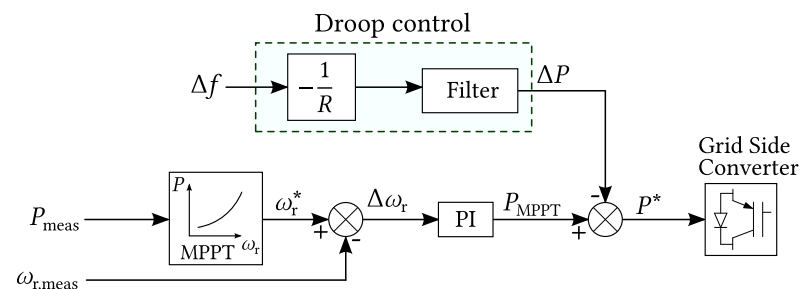 Droop control
Δf
− 1/R
Filter
ΔP
Grid Side
Converter
P_meas
P
ω_r
MPPT
ω_r^*
+
-
Δω_r
PI
P_MPPT
-
+
P*
ω_r,meas